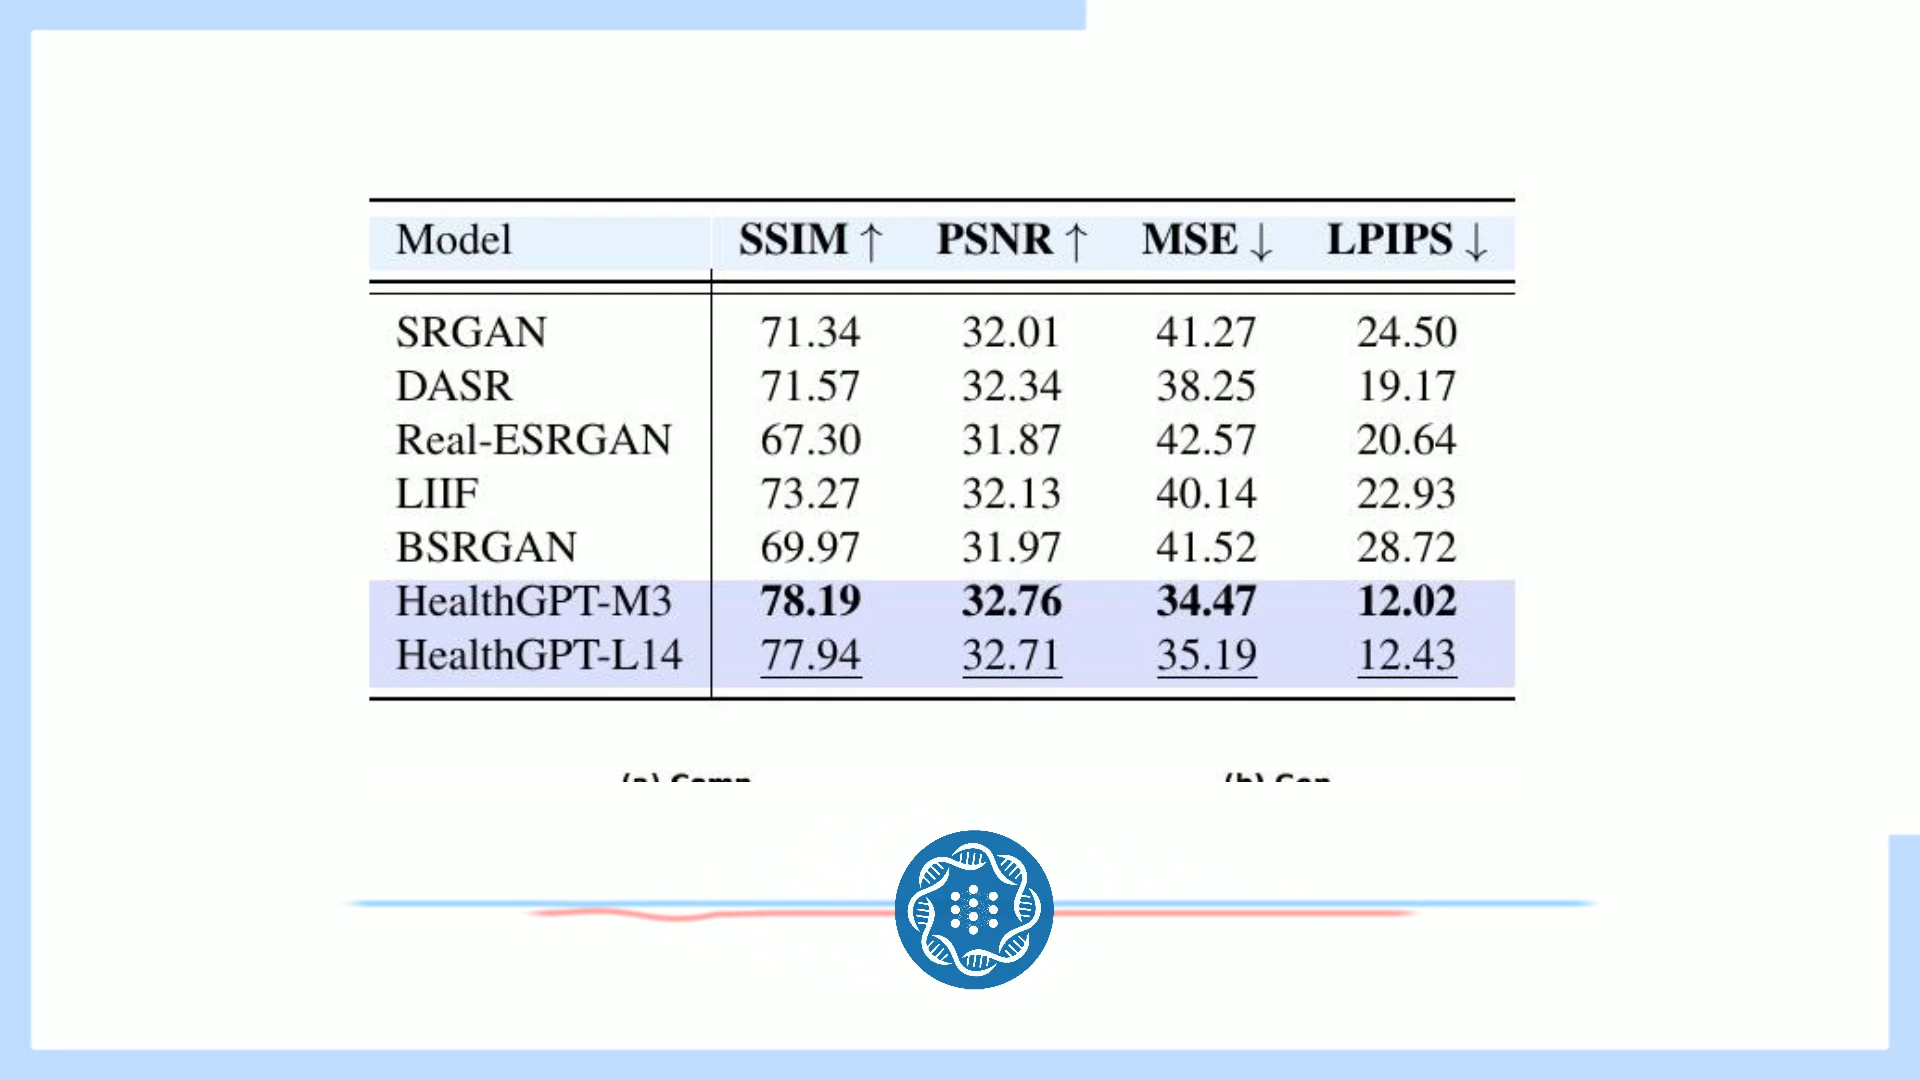 Model SSIM ↑ PSNR ↑ MSE ↓ LPIPS ↓
SRGAN 71.34 32.01 41.27 24.50
DASR 71.57 32.34 38.25 19.17
Real-ESRGAN 67.30 31.87 42.57 20.64
LIIF 73.27 32.13 40.14 22.93
BSRGAN 69.97 31.97 41.52 28.72
HealthGPT-M3 78.19 32.76 34.47 12.02
HealthGPT-L14 77.94 32.71 35.19 12.43
(a) Comp (b) Gen